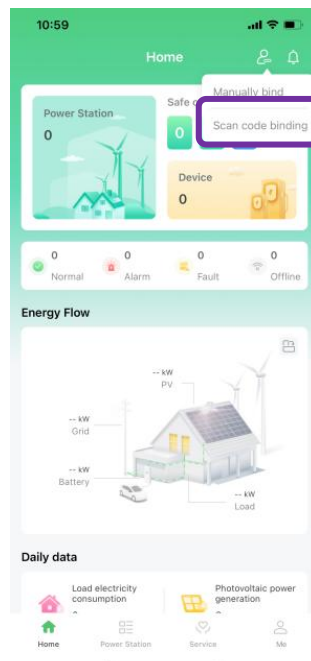 10:59
Home
Manually bind
Scan code binding
Power Station
0
Safe
0
Device
0
0
Normal
0
Alarm
0
Fault
0
Offline
Energy Flow
-- kW
PV
-- kW
Grid
-- kW
Battery
-- kW
Load
Daily data
Load electricity
consumption
Photovoltaic power
generation
Home
Power Station
Service
Me